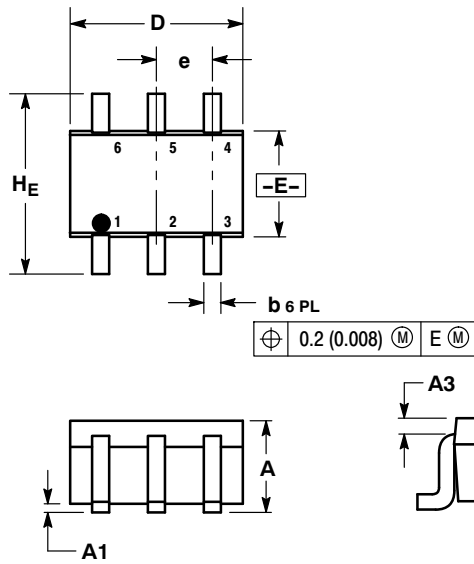 D
e
6 5 4
H_E
-E-
1 2 3
b 6 PL
⌖ 0.2 (0.008) Ⓜ E Ⓜ
A3
A
A1